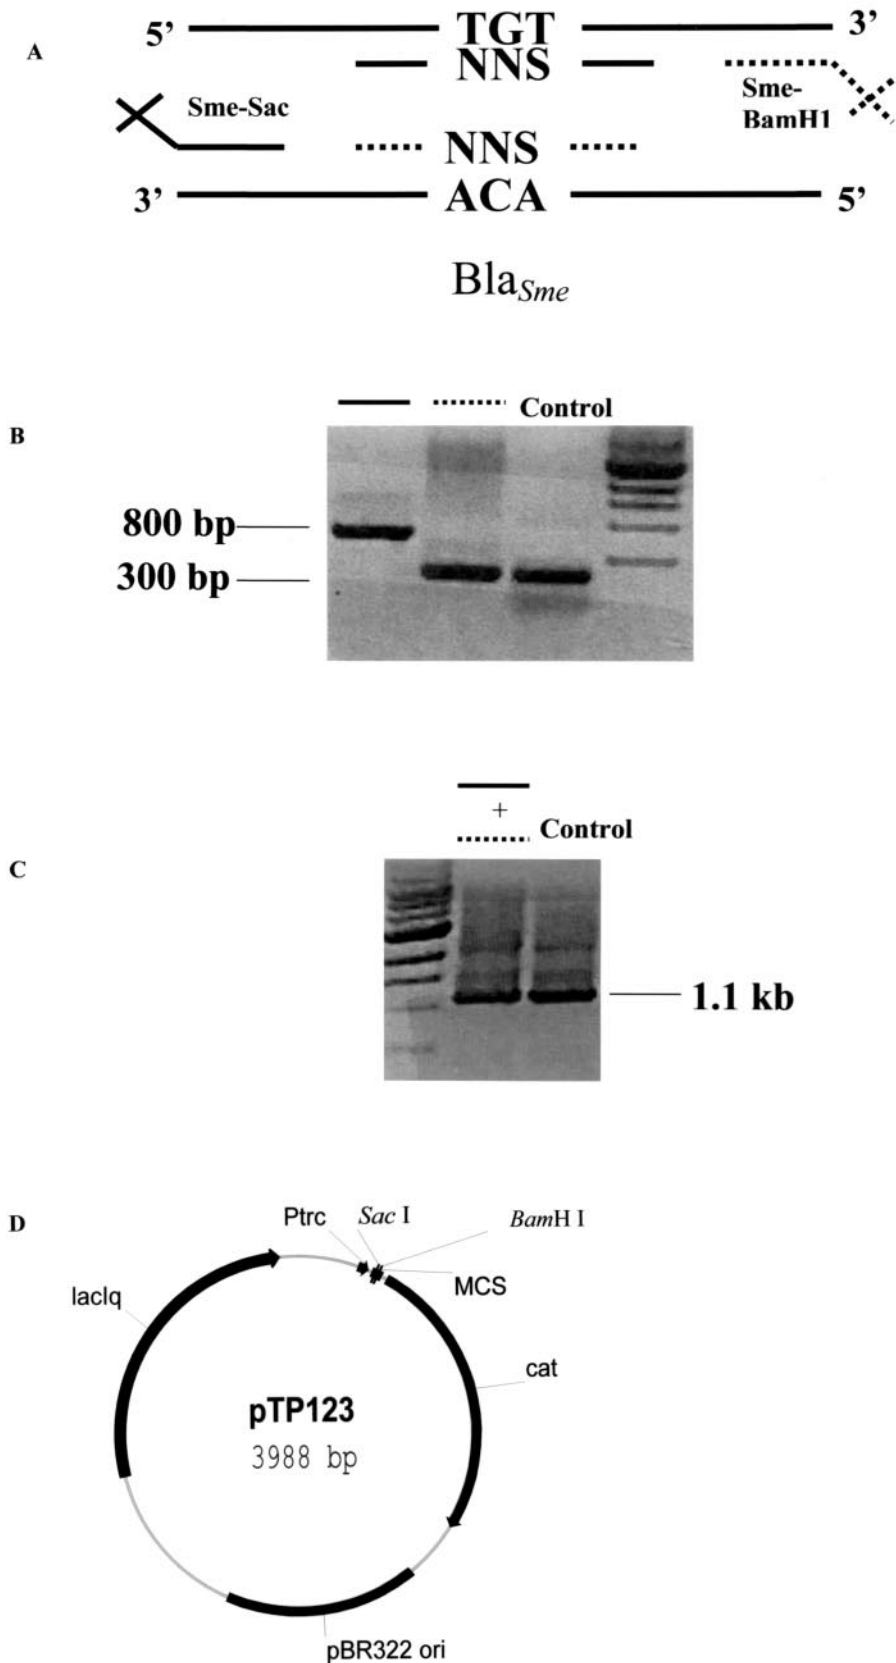 A
5’ TGT 3’
NNS
Sme-Sac
Sme-
BamH1
NNS
3’ ACA 5’
Bla Sme
B
Control
800 bp
300 bp
C
+
Control
1.1 kb
D
Ptrc
Sac I
BamH I
MCS
lacIq
cat
pTP123
3988 bp
pBR322 ori